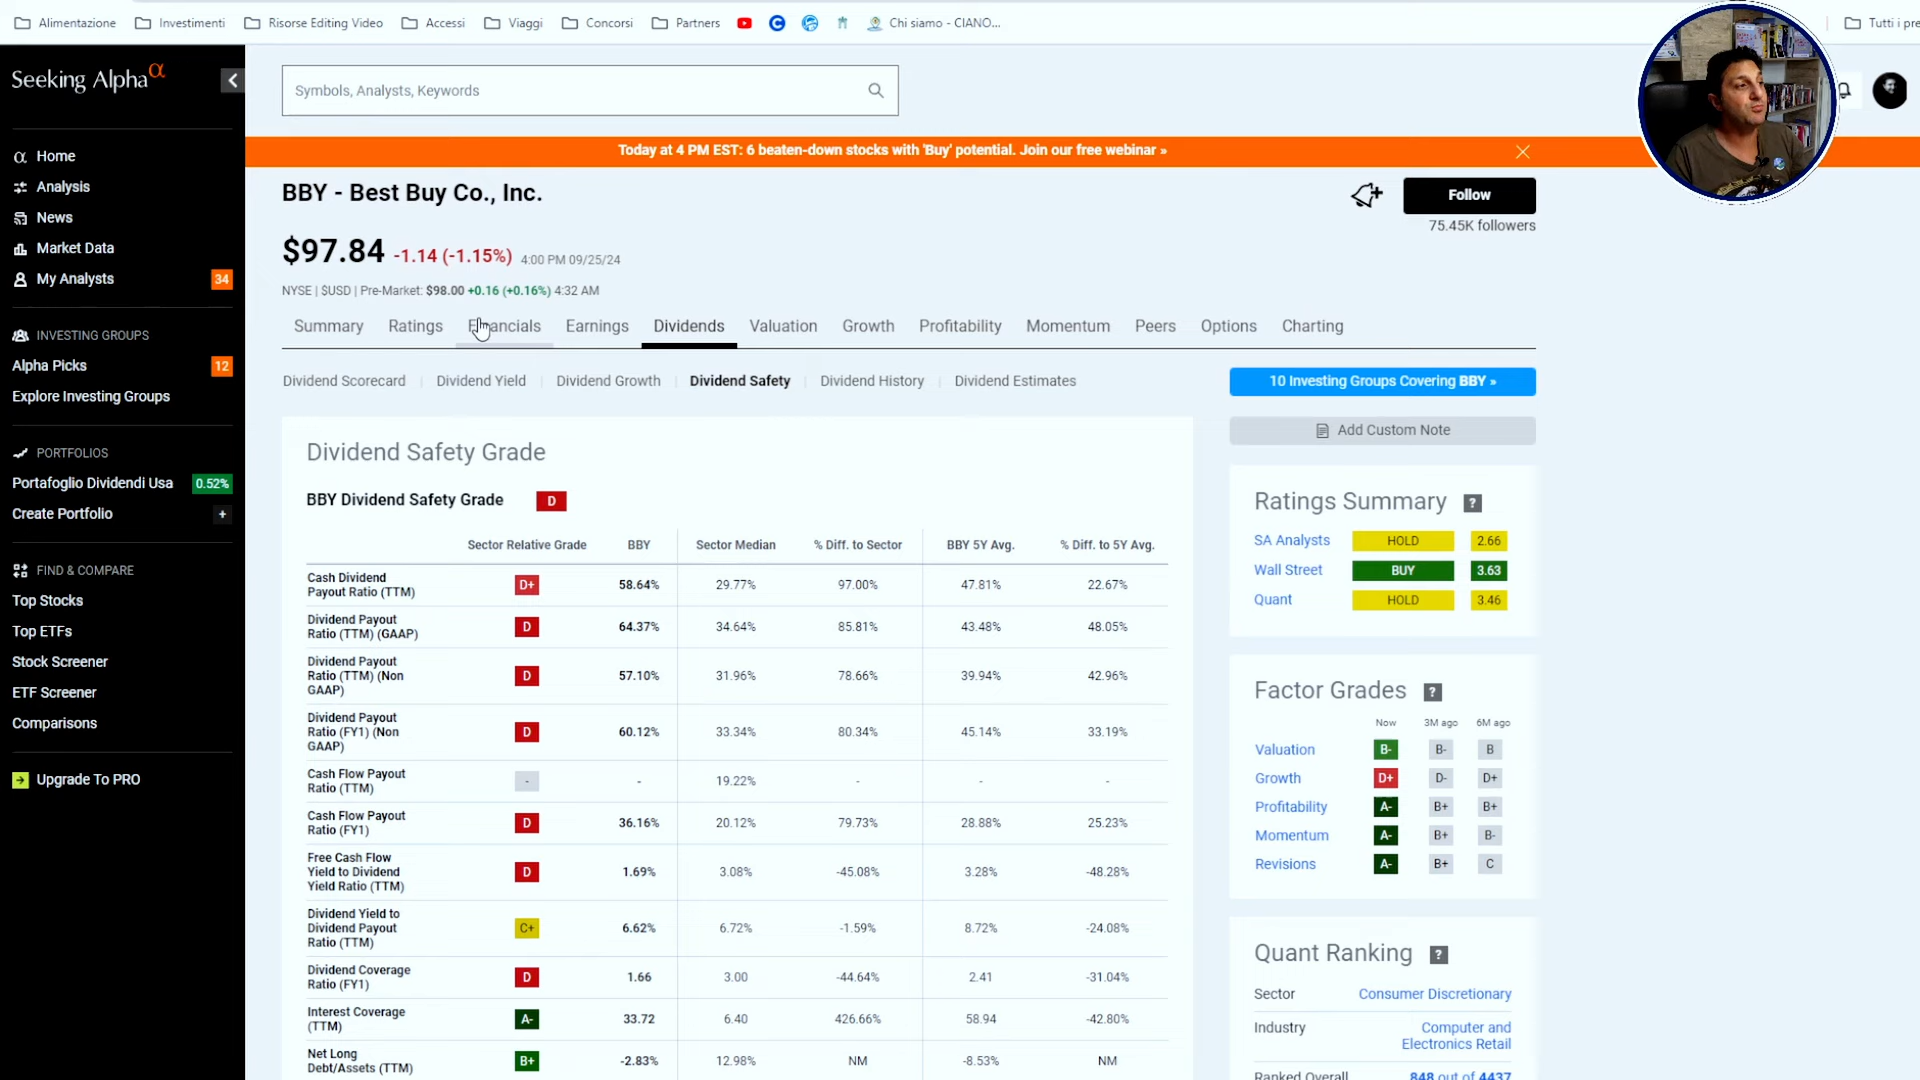 Alimentazione
Investimenti
Risorse Editing Video
Accessi
Viaggi
Concorsi
Partners
Chi siamo - CIANO...
Tutti i pre
Seeking Alpha α
Symbols, Analysts, Keywords
Home
Analysis
News
Market Data
My Analysts 34
INVESTING GROUPS
Alpha Picks 12
Explore Investing Groups
PORTFOLIOS
Portafoglio Dividendi Usa 0.52%
Create Portfolio +
FIND & COMPARE
Top Stocks
Top ETFs
Stock Screener
ETF Screener
Comparisons
Upgrade To PRO
Today at 4 PM EST: 6 beaten-down stocks with 'Buy' potential. Join our free webinar »
BBY - Best Buy Co., Inc.
Follow
75.45K followers
$97.84 -1.14 (-1.15%) 4:00 PM 09/25/24
NYSE | $USD | Pre-Market: $98.00 +0.16 (+0.16%) 4:32 AM
Summary Ratings Financials Earnings Dividends Valuation Growth Profitability Momentum Peers Options Charting
Dividend Scorecard | Dividend Yield | Dividend Growth | Dividend Safety | Dividend History | Dividend Estimates
10 Investing Groups Covering BBY »
Add Custom Note
Dividend Safety Grade
BBY Dividend Safety Grade D
Sector Relative Grade BBY Sector Median % Diff. to Sector BBY 5Y Avg. % Diff. to 5Y Avg.
Cash Dividend
Payout Ratio (TTM) D+ 58.64% 29.77% 97.00% 47.81% 22.67%
Dividend Payout
Ratio (TTM) (GAAP) D 64.37% 34.64% 85.81% 43.48% 48.05%
Dividend Payout
Ratio (TTM) (Non D 57.10% 31.96% 78.66% 39.94% 42.96%
GAAP)
Dividend Payout
Ratio (FY1) (Non D 60.12% 33.34% 80.34% 45.14% 33.19%
GAAP)
Cash Flow Payout
Ratio (TTM) - - 19.22% - - -
Cash Flow Payout
Ratio (FY1) D 36.16% 20.12% 79.73% 28.88% 25.23%
Free Cash Flow
Yield to Dividend D 1.69% 3.08% -45.08% 3.28% -48.28%
Yield Ratio (TTM)
Dividend Yield to
Dividend Payout C+ 6.62% 6.72% -1.59% 8.72% -24.08%
Ratio (TTM)
Dividend Coverage
Ratio (FY1) D 1.66 3.00 -44.64% 2.41 -31.04%
Interest Coverage
(TTM) A- 33.72 6.40 426.66% 58.94 -42.80%
Net Long
Debt/Assets (TTM) B+ -2.83% 12.98% NM -8.53% NM
Ratings Summary ?
SA Analysts HOLD 2.66
Wall Street BUY 3.63
Quant HOLD 3.46
Factor Grades ?
Now 3M ago 6M ago
Valuation B- B- B
Growth D+ D- D+
Profitability A- B+ B+
Momentum A- B+ B-
Revisions A- B+ C
Quant Ranking ?
Sector Consumer Discretionary
Industry Computer and
Electronics Retail
Ranked Overall 848 out of 4437